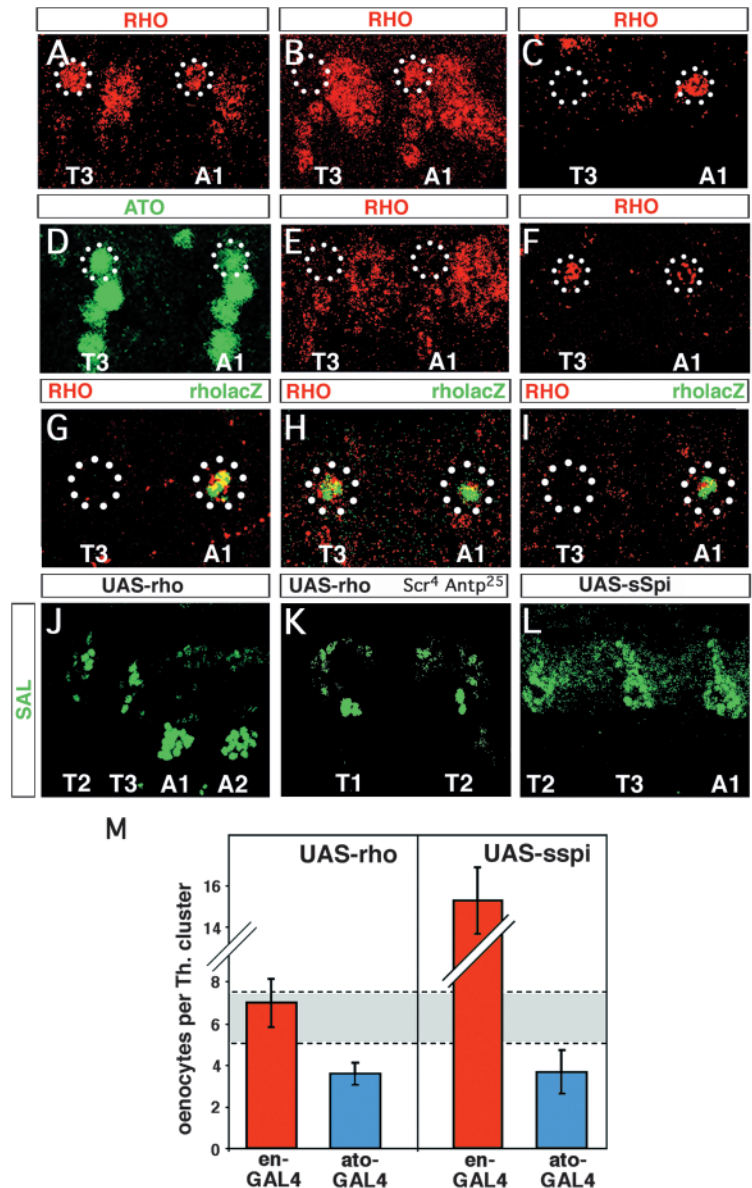 RHO RHO RHO
A B C
T3 A1 T3 A1 T3 A1
ATO RHO RHO
D E F
T3 A1 T3 A1 T3 A1
RHO rholacZ RHO rholacZ RHO rholacZ
G H I
T3 A1 T3 A1 T3 A1
UAS-rho UAS-rho Scr⁴ Antp²⁵ UAS-sSpi
J K L
SAL
T2 T3 A1 A2 T1 T2 T2 T3 A1
M
UAS-rho UAS-sspi
oenocytes per Th. cluster
16
14
8
6
4
2
0
en- ato- en- ato-
GAL4 GAL4 GAL4 GAL4